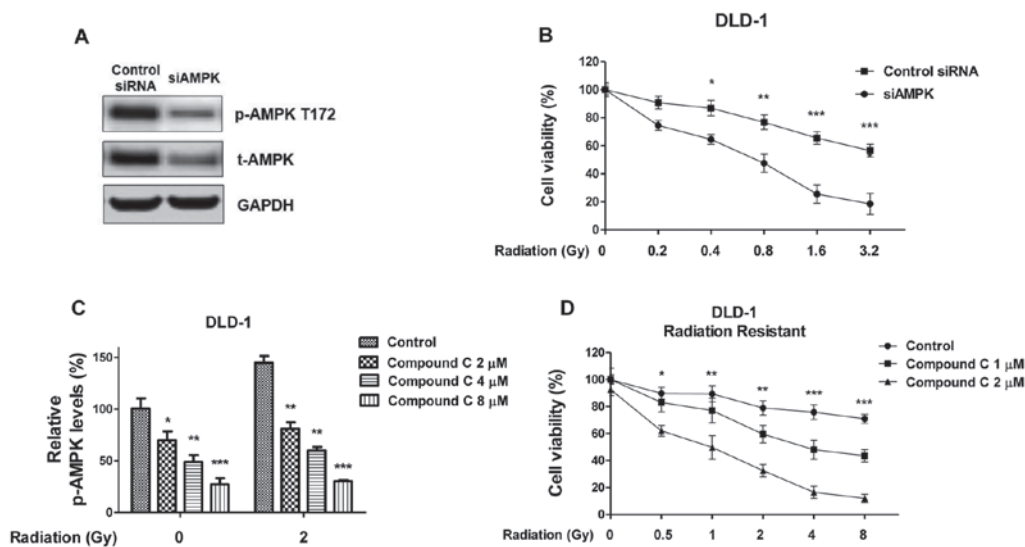 A
Control
siRNA
siAMPK
p-AMPK T172
t-AMPK
GAPDH
B
DLD-1
Control siRNA
siAMPK
Cell viability (%)
120
100
80
60
40
20
0
*
**
***
***
Radiation (Gy)
0
0.2
0.4
0.8
1.6
3.2
C
DLD-1
Control
Compound C 2 μM
Compound C 4 μM
Compound C 8 μM
Relative
p-AMPK levels (%)
150
100
50
0
*
**
***
**
**
***
Radiation (Gy)
0
2
D
DLD-1
Radiation Resistant
Control
Compound C 1 μM
Compound C 2 μM
Cell viability (%)
120
100
80
60
40
20
0
*
**
**
***
***
Radiation (Gy)
0
0.5
1
2
4
8